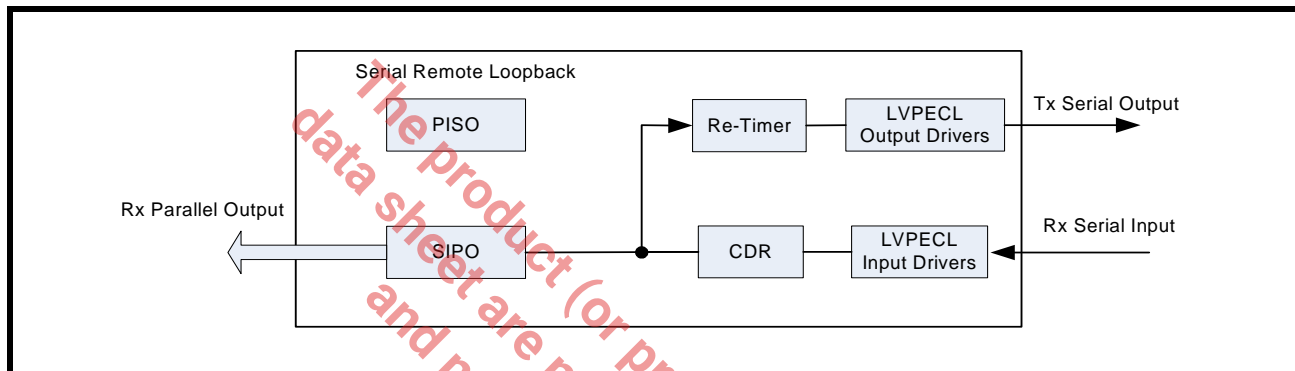 Serial Remote Loopback
PISO
Re-Timer
LVPECL
Output Drivers
Tx Serial Output
Rx Parallel Output
SIPO
CDR
LVPECL
Input Drivers
Rx Serial Input
The product (or
data sheet are
and